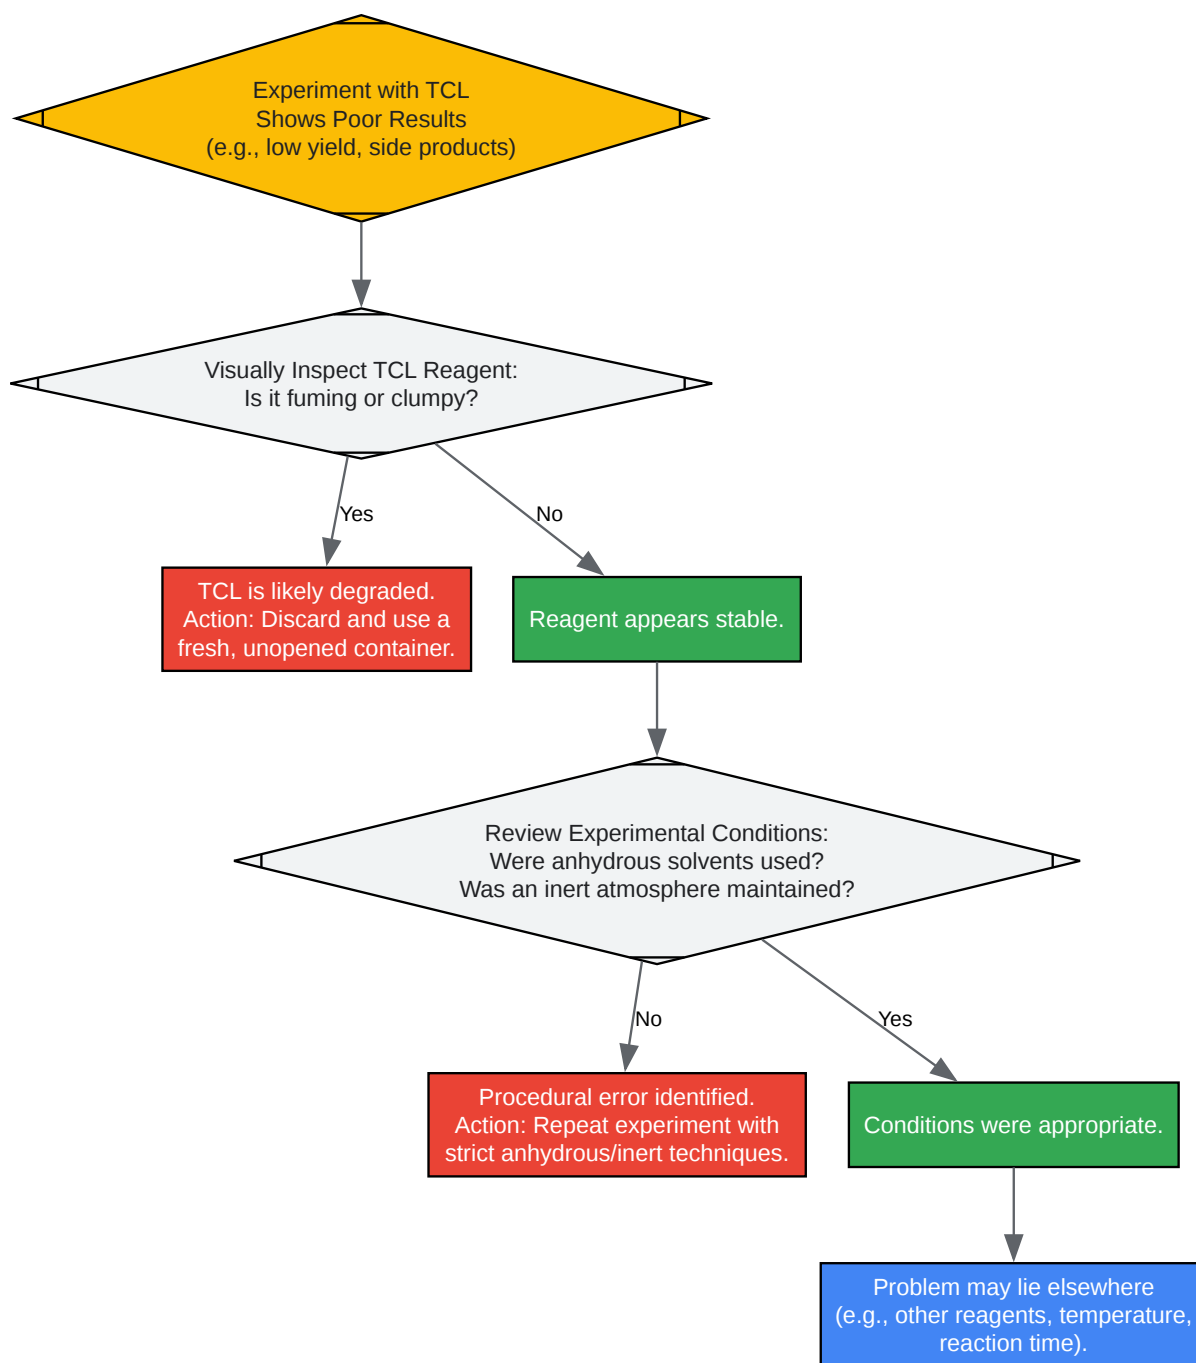 Experiment with TCL
Shows Poor Results
(e.g., low yield, side products)
Visually Inspect TCL Reagent:
Is it fuming or clumpy?
Yes
No
TCL is likely degraded.
Action: Discard and use a
fresh, unopened container.
Reagent appears stable.
Review Experimental Conditions:
Were anhydrous solvents used?
Was an inert atmosphere maintained?
No
Yes
Procedural error identified.
Action: Repeat experiment with
strict anhydrous/inert techniques.
Conditions were appropriate.
Problem may lie elsewhere
(e.g., other reagents, temperature,
reaction time).